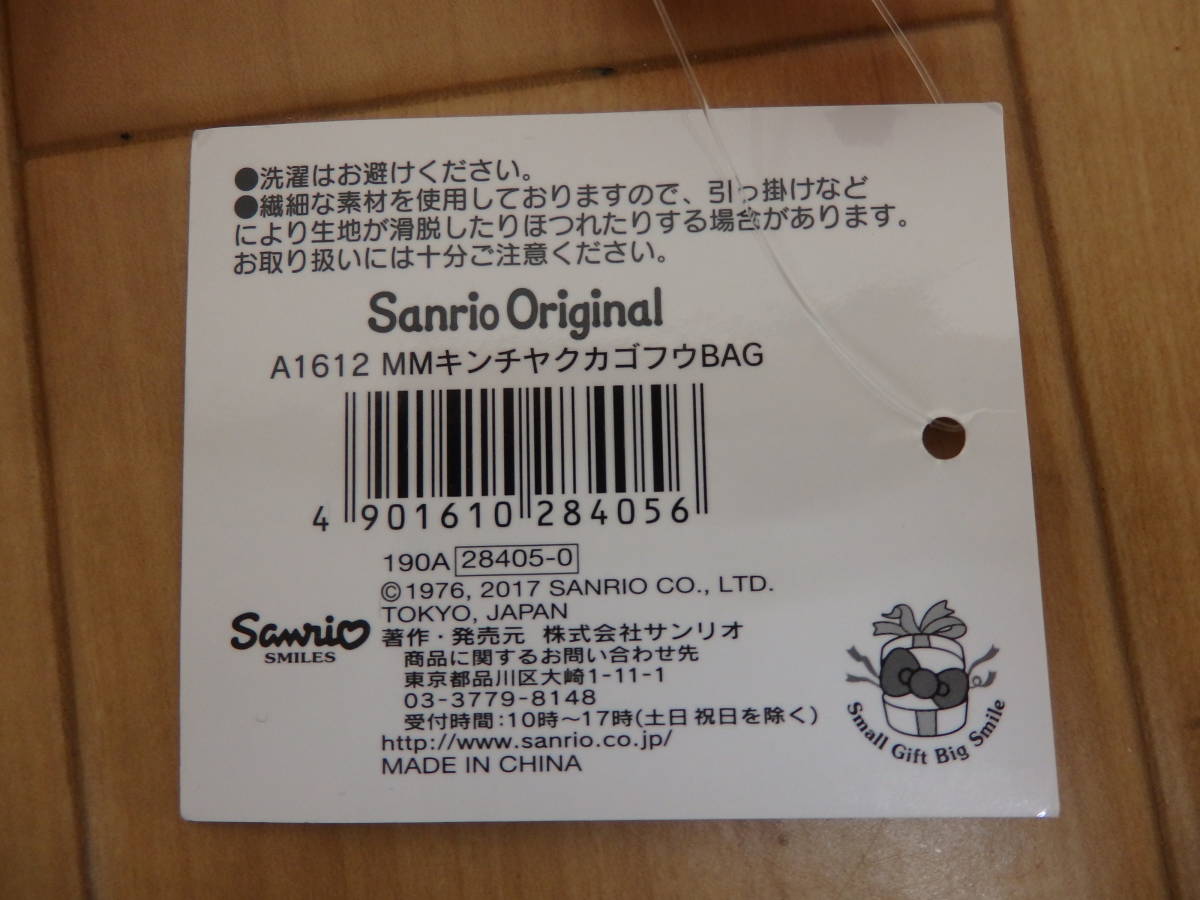 ●洗濯はお避けください。
●繊細な素材を使用しておりますので、引っ掛けなど
により生地が滑脱したりほつれたりする場合があります。
お取り扱いには十分ご注意ください。
Sanrio Original
A1612 MMキンチヤクカゴフウBAG
4 901610 284056
190A 28405-0
©1976, 2017 SANRIO CO., LTD.
TOKYO, JAPAN
著作・発売元 株式会社サンリオ
商品に関するお問い合わせ先
東京都品川区大崎1-11-1
03-3779-8148
受付時間:10時〜17時(土日 祝日を除く)
http://www.sanrio.co.jp/
MADE IN CHINA
Sanrio
SMILES
Small Gift Big Smile